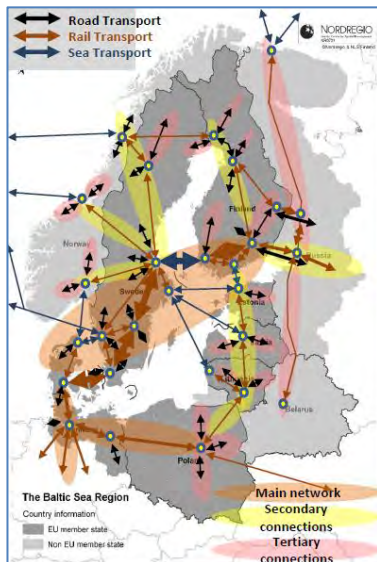 Road Transport
Rail Transport
Sea Transport
NORDREGIO
Finland
Norway
Russia
Sweden
Estonia
Belarus
Poland
The Baltic Sea Region
Country information
EU member state
Non EU member state
Main network
Secondary
connections
Tertiary
connections